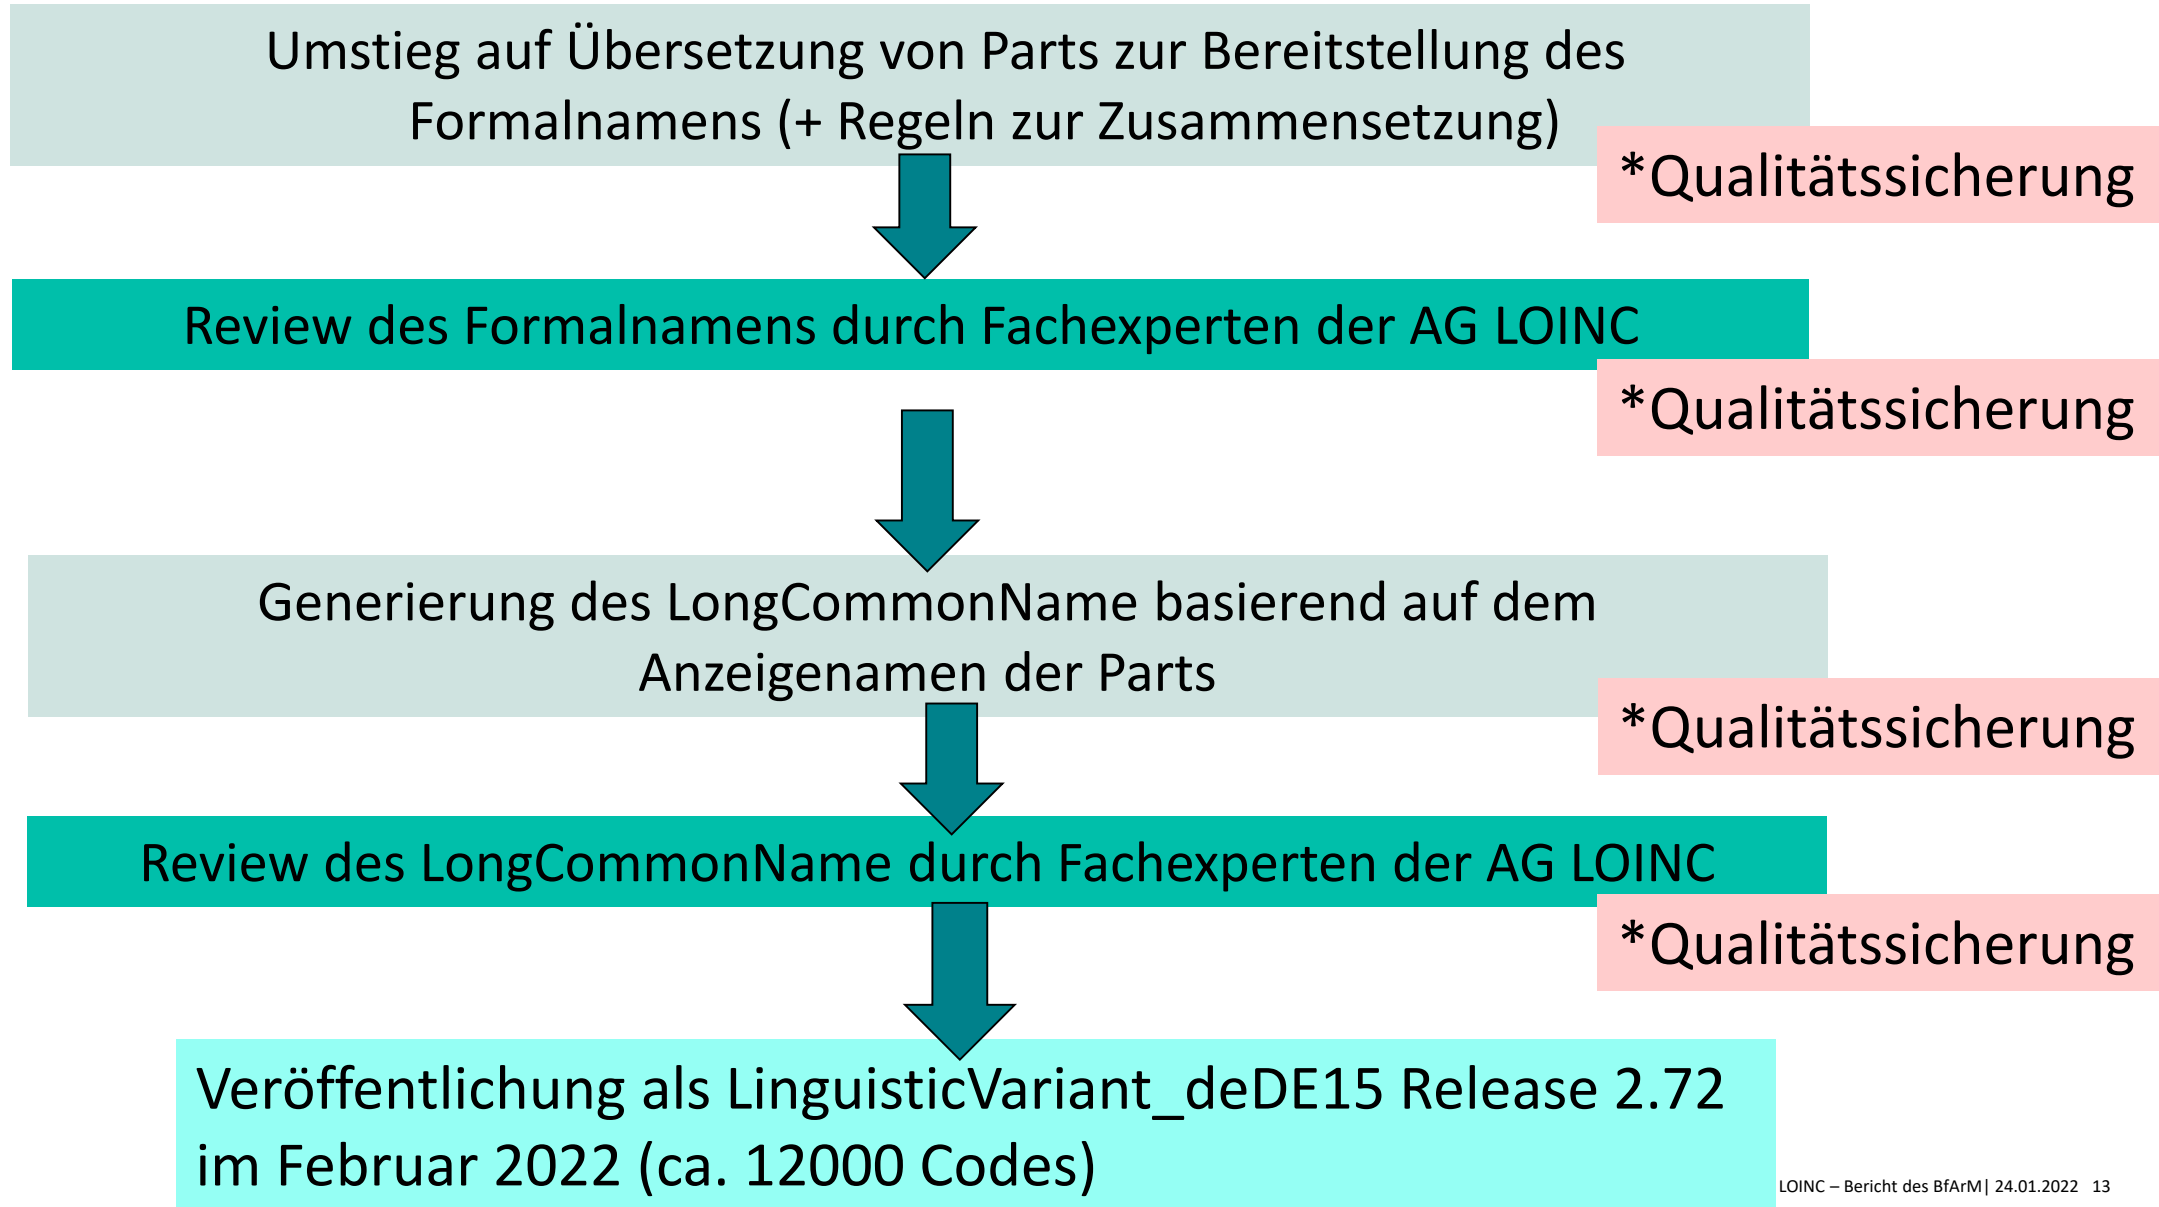 Umstieg auf Übersetzung von Parts zur Bereitstellung des
Formalnamens (+ Regeln zur Zusammensetzung)
*Qualitätssicherung
Review des Formalnamens durch Fachexperten der AG LOINC
*Qualitätssicherung
Generierung des LongCommonName basierend auf dem
Anzeigenamen der Parts
*Qualitätssicherung
Review des LongCommonName durch Fachexperten der AG LOINC
*Qualitätssicherung
Veröffentlichung als LinguisticVariant_deDE15 Release 2.72
im Februar 2022 (ca. 12000 Codes)
LOINC – Bericht des BfArM| 24.01.2022 13